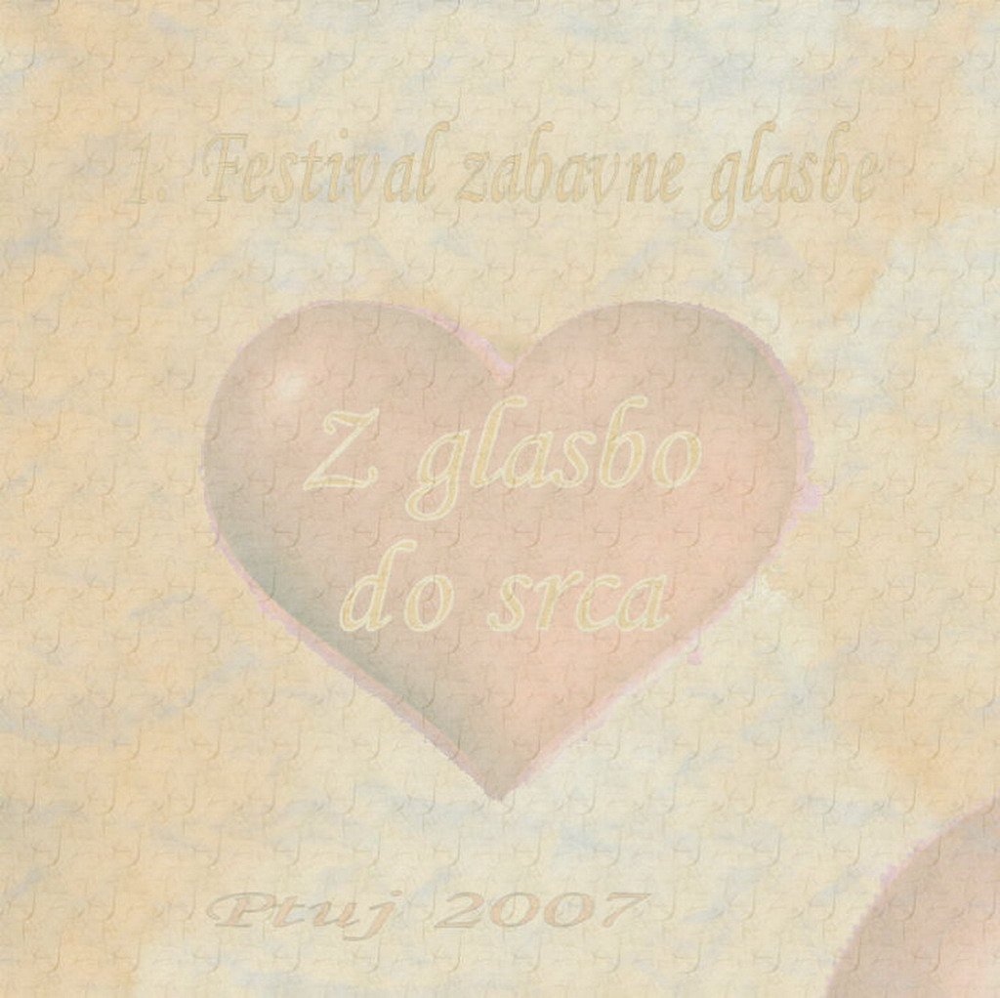 1. Festival zabavne glasbe
Z glasbo
do srca
Ptuj 2007